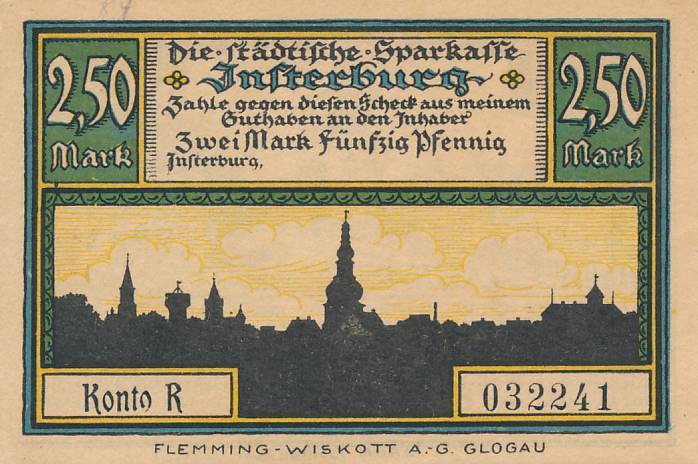 84
2,50 Mark
Die städtische Sparkasse
Insterburg
Zahle gegen diesen Scheck aus meinem
Guthaben an den Inhaber
Zwei Mark Fünfzig Pfennig
Insterburg,
2,50 Mark
Konto R
032241
FLEMMING-WISKOTT A.-G. GLOGAU